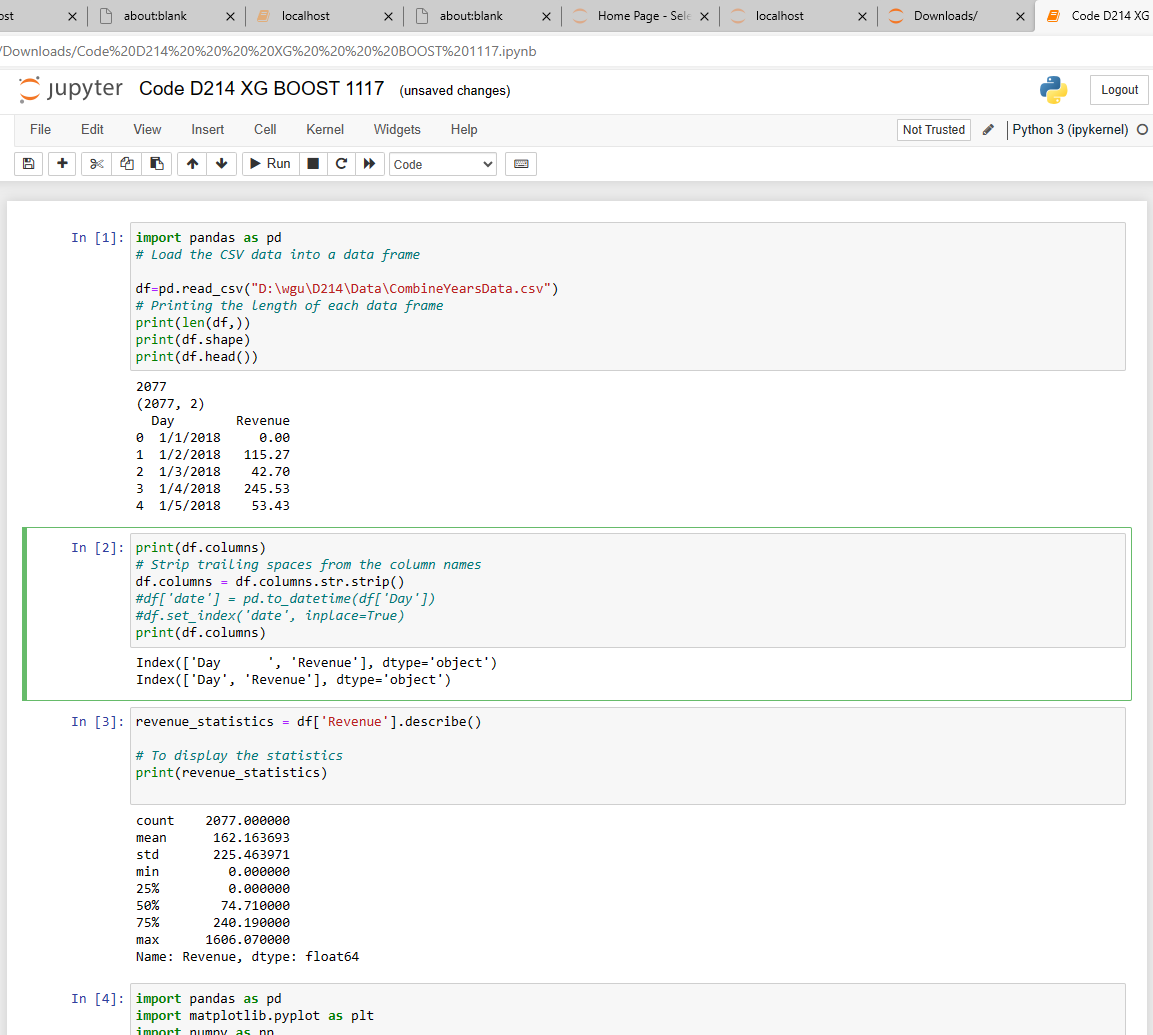 ost
about:blank
localhost
about:blank
Home Page - Sele
localhost
Downloads/
Code D214 XG
/Downloads/Code%20D214%20%20%20%20XG%20%20%20%20BOOST%201117.ipynb
jupyter Code D214 XG BOOST 1117 (unsaved changes)
Logout
File Edit View Insert Cell Kernel Widgets Help
Not Trusted
Python 3 (ipykernel)
Run
Code
In [1]: import pandas as pd
# Load the CSV data into a data frame
df=pd.read_csv("D:\wgu\D214\Data\CombineYearsData.csv")
# Printing the length of each data frame
print(len(df,))
print(df.shape)
print(df.head())
2077
(2077, 2)
Day        Revenue
0  1/1/2018     0.00
1  1/2/2018   115.27
2  1/3/2018    42.70
3  1/4/2018   245.53
4  1/5/2018    53.43
In [2]: print(df.columns)
# Strip trailing spaces from the column names
df.columns = df.columns.str.strip()
#df['date'] = pd.to_datetime(df['Day'])
#df.set_index('date', inplace=True)
print(df.columns)
Index(['Day      ', 'Revenue'], dtype='object')
Index(['Day', 'Revenue'], dtype='object')
In [3]: revenue_statistics = df['Revenue'].describe()
# To display the statistics
print(revenue_statistics)
count    2077.000000
mean      162.163693
std       225.463971
min         0.000000
25%         0.000000
50%        74.710000
75%       240.190000
max      1606.070000
Name: Revenue, dtype: float64
In [4]: import pandas as pd
import matplotlib.pyplot as plt
import numpy as np